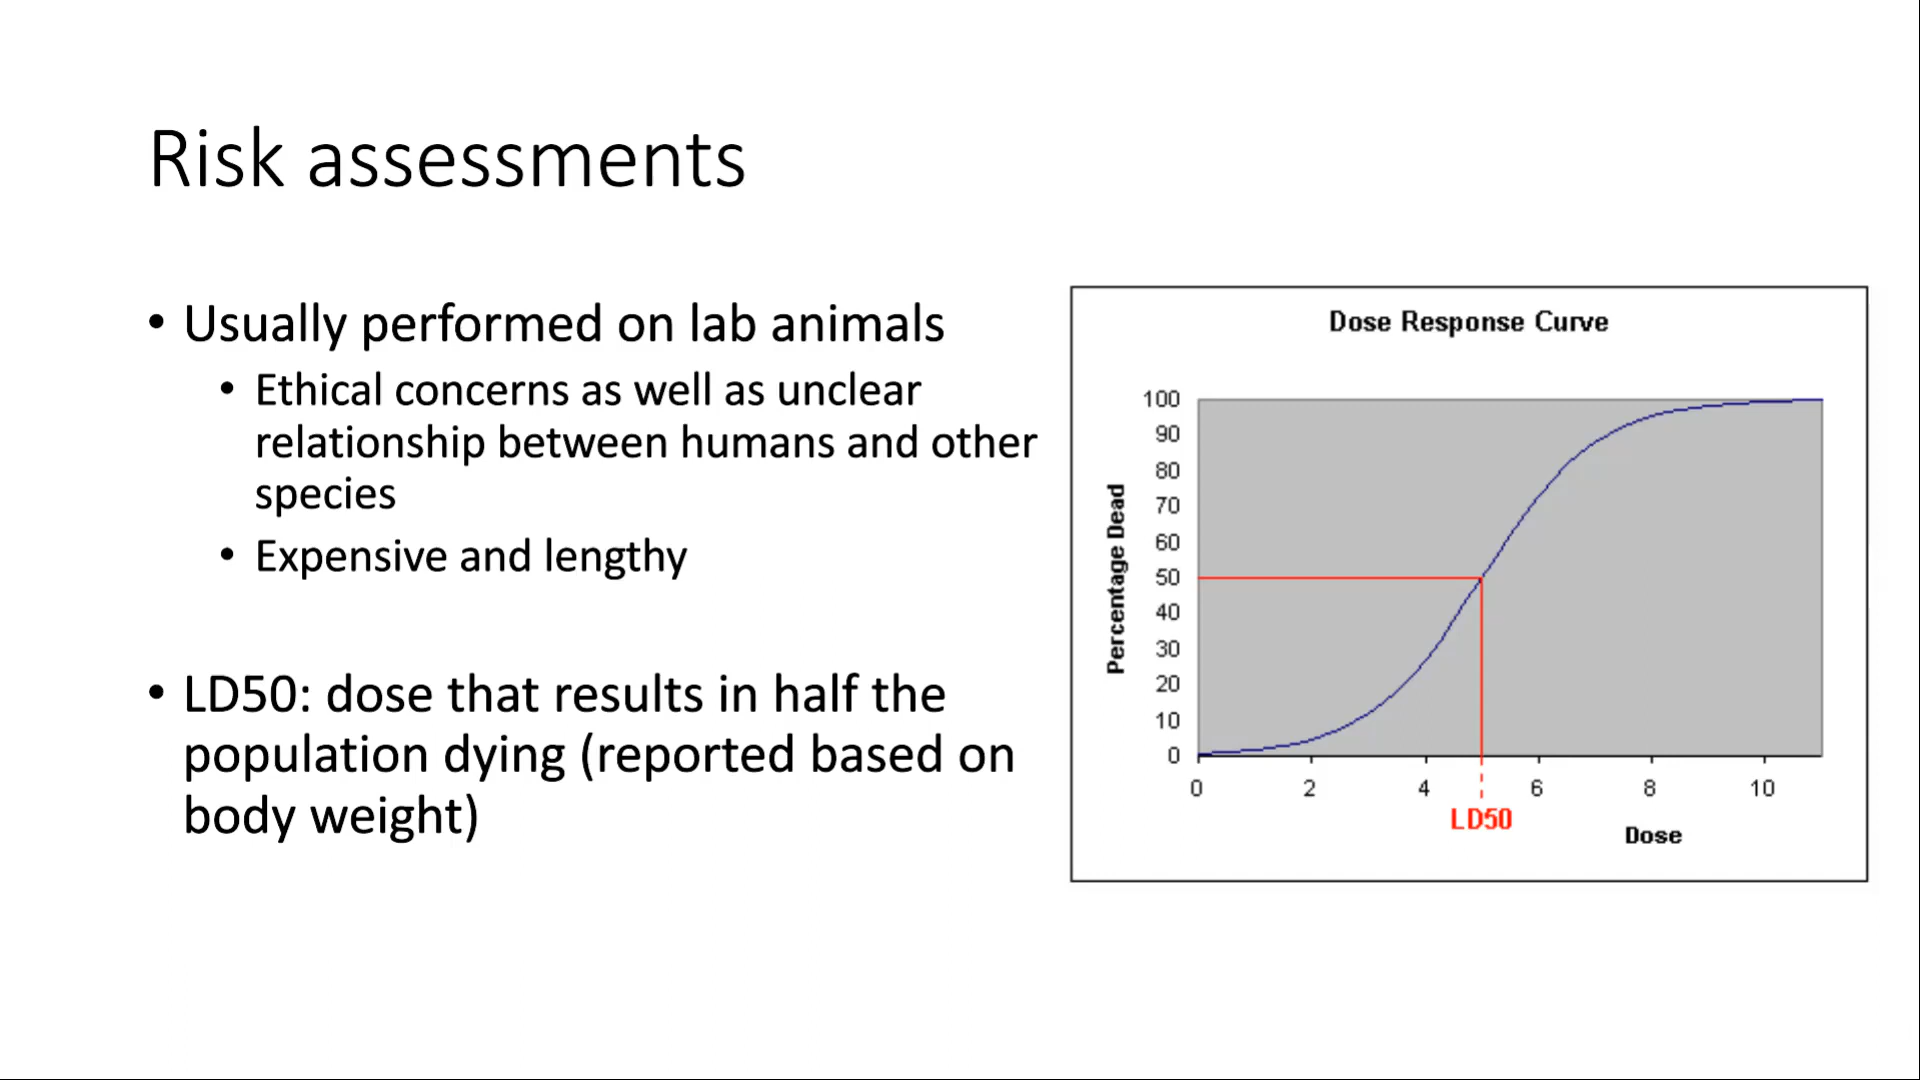 Risk assessments
• Usually performed on lab animals
• Ethical concerns as well as unclear
relationship between humans and other
species
• Expensive and lengthy
• LD50: dose that results in half the
population dying (reported based on
body weight)
Dose Response Curve
Percentage Dead
100
90
80
70
60
50
40
30
20
10
0
0 2 4 6 8 10
LD50
Dose